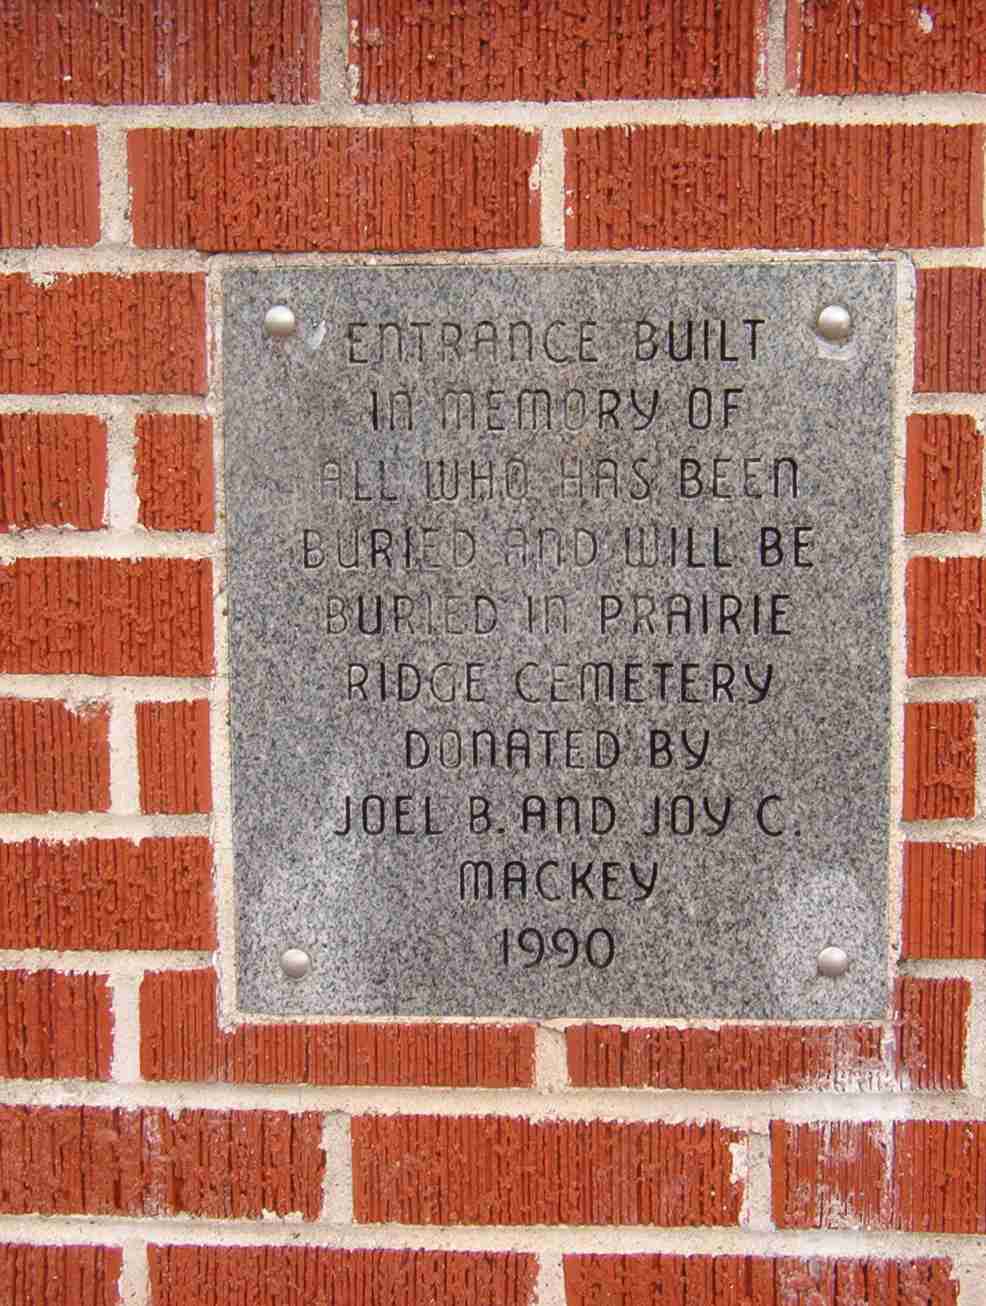 ENTRANCE BUILT
IN MEMORY OF
ALL WHO HAS BEEN
BURIED AND WILL BE
BURIED IN PRAIRIE
RIDGE CEMETERY
DONATED BY
JOEL B. AND JOY C.
MACKEY
1990